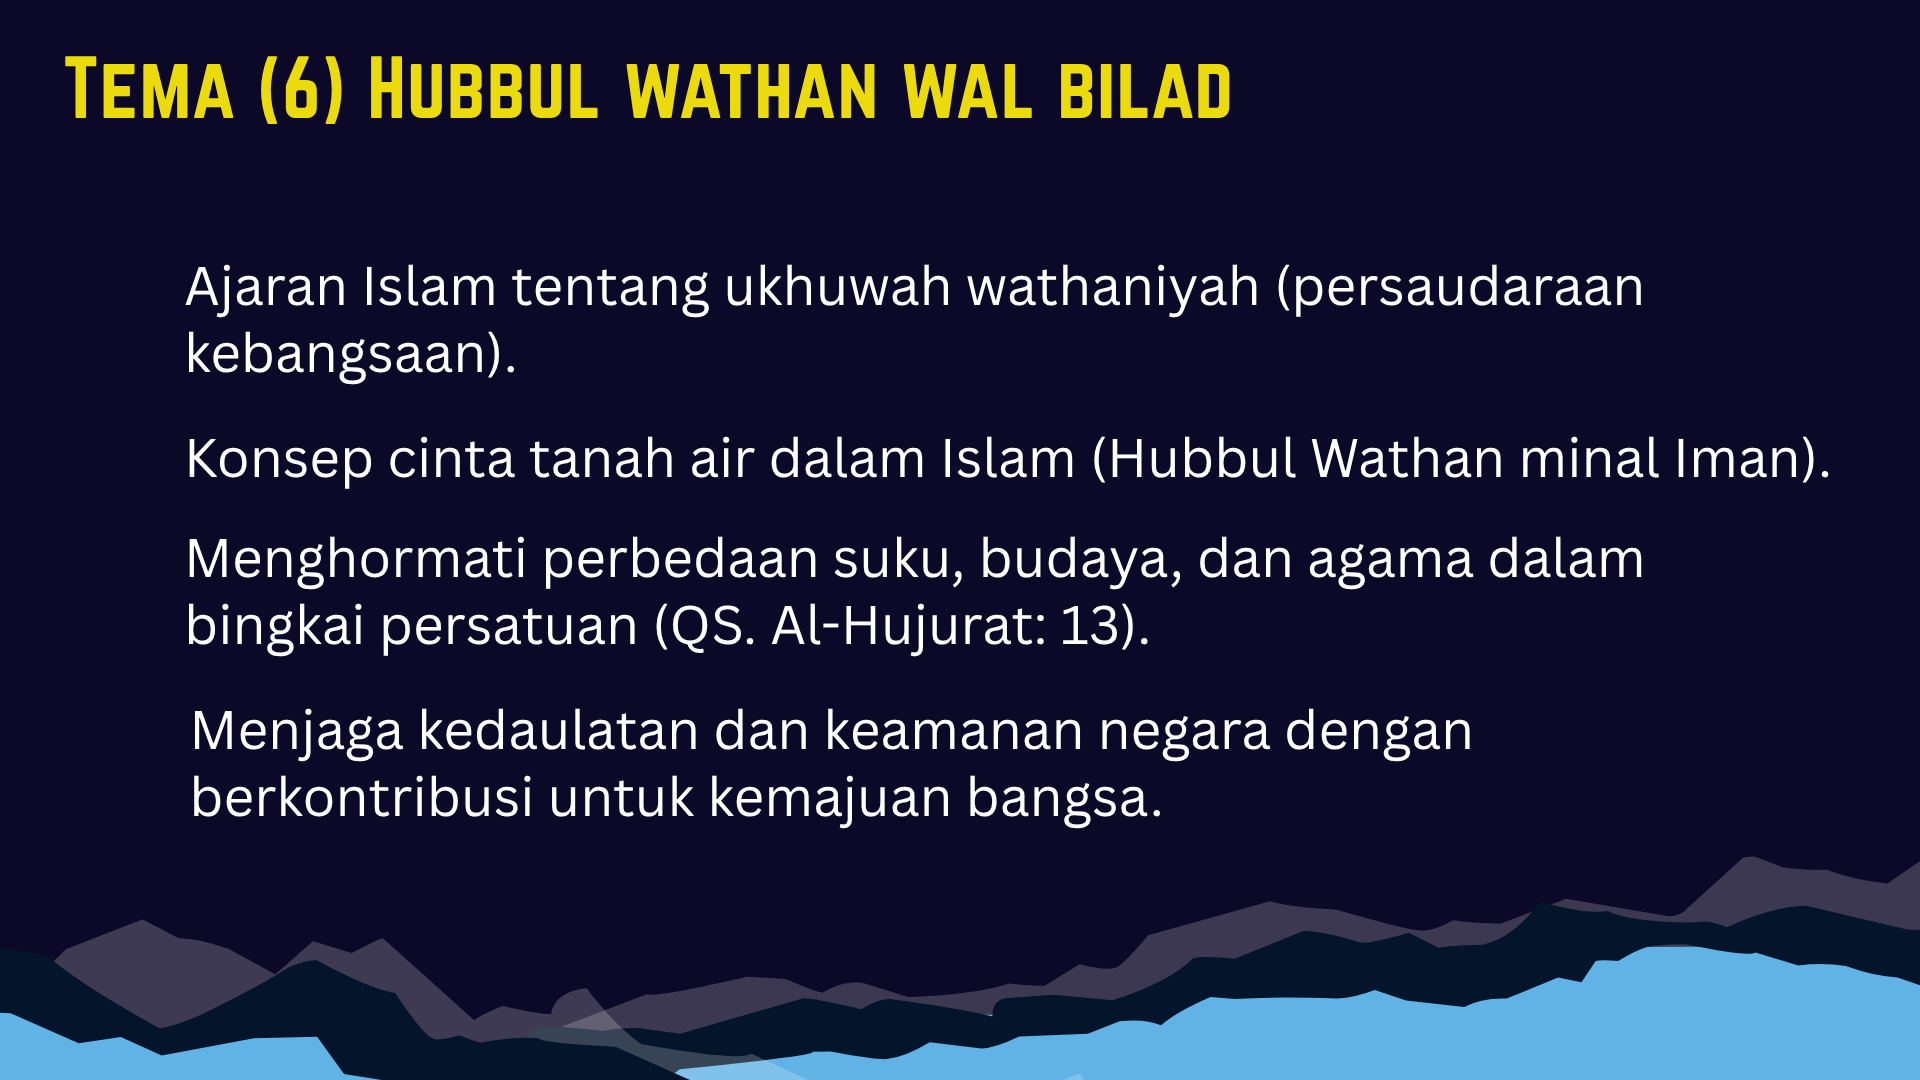 Tema (6) Hubbul wathan wal bilad
Ajaran Islam tentang ukhuwah wathaniyah (persaudaraan
kebangsaan).
Konsep cinta tanah air dalam Islam (Hubbul Wathan minal Iman).
Menghormati perbedaan suku, budaya, dan agama dalam
bingkai persatuan (QS. Al-Hujurat: 13).
Menjaga kedaulatan dan keamanan negara dengan
berkontribusi untuk kemajuan bangsa.